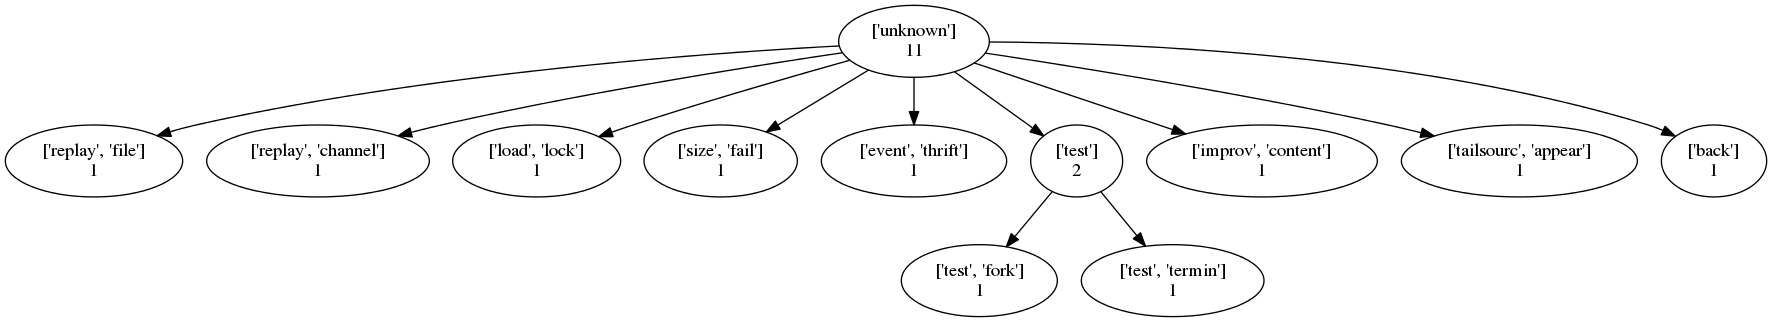 ['unknown']
11
['replay', 'file']
1
['replay', 'channel']
1
['load', 'lock']
1
['size', 'fail']
1
['event', 'thrift']
1
['test']
2
['improv', 'content']
1
['tailsourc', 'appear']
1
['back']
1
['test', 'fork']
1
['test', 'termin']
1